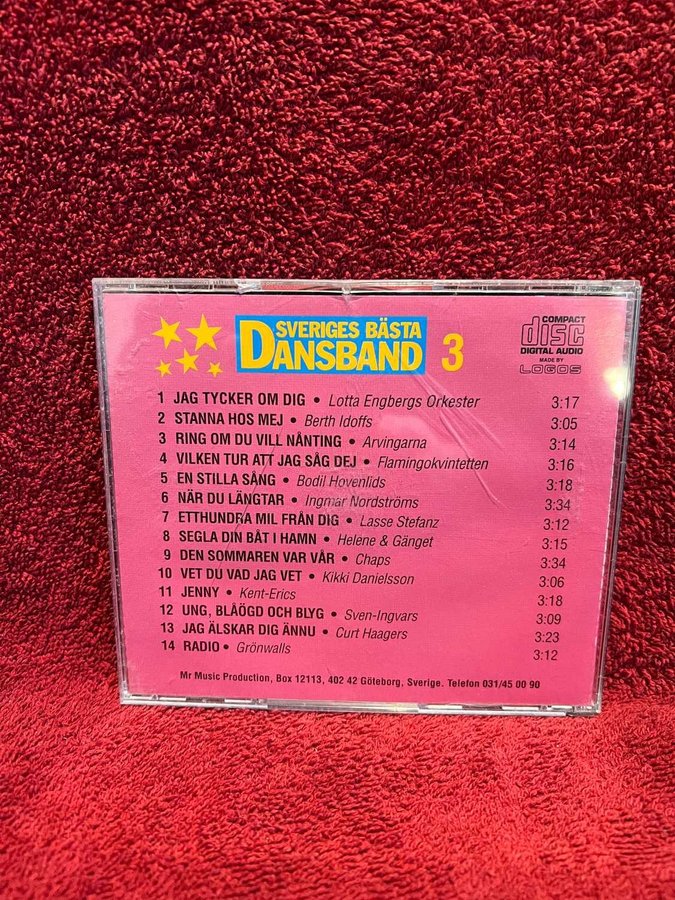 SVERIGES BÄSTA
DANSBAND 3
COMPACT
disc
DIGITAL AUDIO
MADE BY
LOGOS
1 JAG TYCKER OM DIG • Lotta Engbergs Orkester 3:17
2 STANNA HOS MEJ • Berth Idoffs 3:05
3 RING OM DU VILL NÅNTING • Arvingarna 3:14
4 VILKEN TUR ATT JAG SÅG DEJ • Flamingokvintetten 3:16
5 EN STILLA SÅNG • Bodil Hovenlids 3:18
6 NÄR DU LÄNGTAR • Ingmar Nordströms 3:34
7 ETTHUNDRA MIL FRÅN DIG • Lasse Stefanz 3:12
8 SEGLA DIN BÅT I HAMN • Helene & Gänget 3:15
9 DEN SOMMAREN VAR VÅR • Chaps 3:34
10 VET DU VAD JAG VET • Kikki Danielsson 3:06
11 JENNY • Kent-Erics 3:18
12 UNG, BLÅÖGD OCH BLYG • Sven-Ingvars 3:09
13 JAG ÄLSKAR DIG ÄNNU • Curt Haagers 3:23
14 RADIO • Grönwalls 3:12
Mr Music Production, Box 12113, 402 42 Göteborg, Sverige. Telefon 031/45 00 90